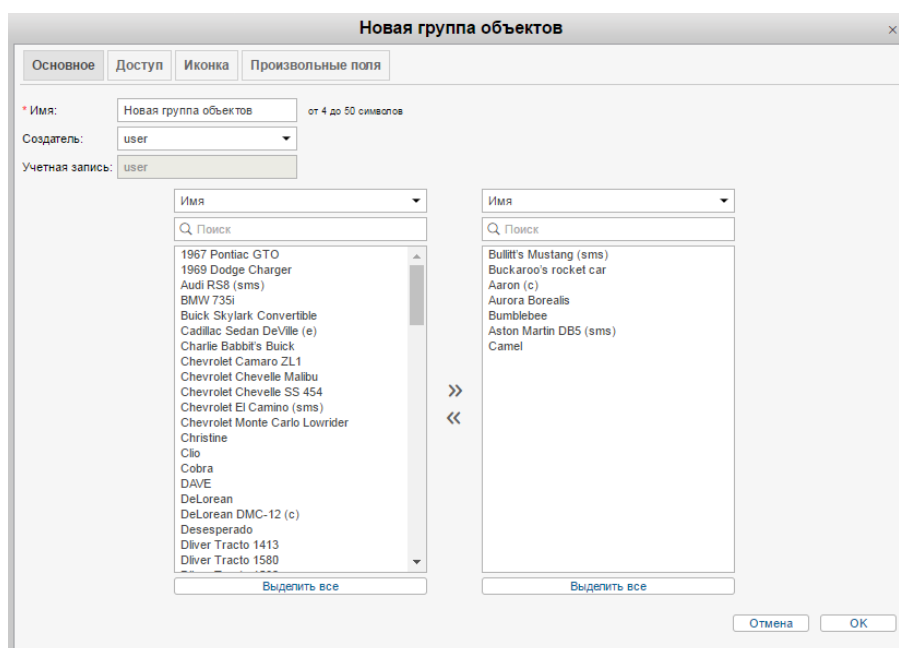 Новая группа объектов
×
Основное Доступ Иконка Произвольные поля
* Имя: Новая группа объектов от 4 до 50 символов
Создатель: user
Учетная запись: user
Имя
Поиск
1967 Pontiac GTO
1969 Dodge Charger
Audi RS8 (sms)
BMW 735i
Buick Skylark Convertible
Cadillac Sedan DeVille (e)
Charlie Babbit's Buick
Chevrolet Camaro ZL1
Chevrolet Chevelle Malibu
Chevrolet Chevelle SS 454
Chevrolet El Camino (sms)
Chevrolet Monte Carlo Lowrider
Christine
Clio
Cobra
DAVE
DeLorean
DeLorean DMC-12 (c)
Desesperado
Dliver Tracto 1413
Dliver Tracto 1580
Выделить все
»
«
Имя
Поиск
Bullitt's Mustang (sms)
Buckaroo's rocket car
Aaron (c)
Aurora Borealis
Bumblebee
Aston Martin DB5 (sms)
Camel
Выделить все
Отмена OK